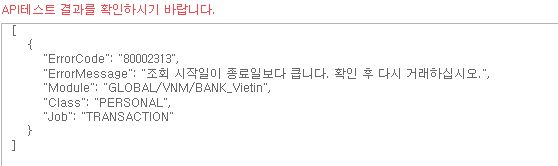 API테스트 결과를 확인하시기 바랍니다.
[
{
"ErrorCode": "80002313",
"ErrorMessage": "조회 시작일이 종료일보다 큽니다. 확인 후 다시 거래하십시오.",
"Module": "GLOBAL/VNM/BANK_Vietin",
"Class": "PERSONAL",
"Job": "TRANSACTION"
}
]